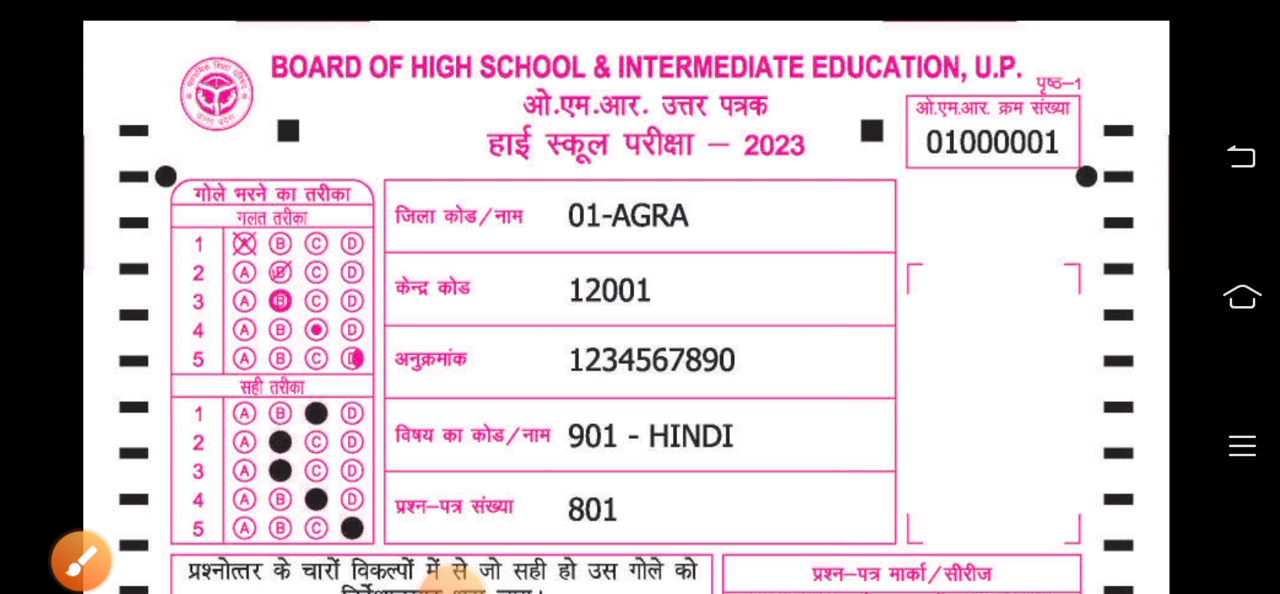 BOARD OF HIGH SCHOOL & INTERMEDIATE EDUCATION, U.P.
पृष्ठ–1
ओ.एम.आर. उत्तर पत्रक
ओ.एम.आर. क्रम संख्या
हाई स्कूल परीक्षा – 2023
01000001
गोले भरने का तरीका
गलत तरीका
1 A B C D
2 A B C D
3 A B C D
4 A B D
5 A B C D
सही तरीका
1 A B D
2 A C D
3 A C D
4 A B D
5 A B C
जिला कोड/नाम 01-AGRA
केन्द्र कोड 12001
अनुक्रमांक 1234567890
विषय का कोड/नाम 901 - HINDI
प्रश्न–पत्र संख्या 801
प्रश्नोत्तर के चारों विकल्पों में से जो सही हो उस गोले को
प्रश्न–पत्र मार्का/सीरीज